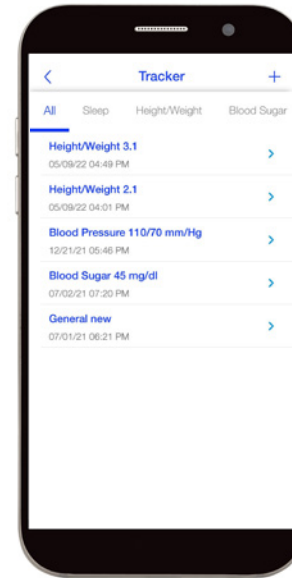 Tracker
All Sleep Height/Weight Blood Sugar
Height/Weight 3.1
05/09/22 04:49 PM
Height/Weight 2.1
05/09/22 04:01 PM
Blood Pressure 110/70 mm/Hg
12/21/21 05:46 PM
Blood Sugar 45 mg/dl
07/02/21 07:20 PM
General new
07/01/21 06:21 PM